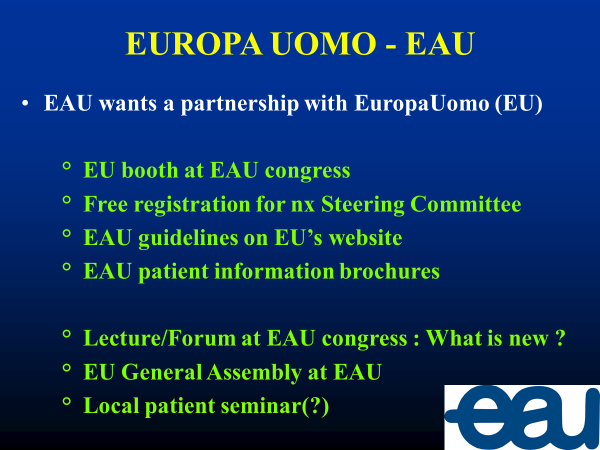 EUROPA UOMO - EAU
• EAU wants a partnership with EuropaUomo (EU)
° EU booth at EAU congress
° Free registration for nx Steering Committee
° EAU guidelines on EU’s website
° EAU patient information brochures
° Lecture/Forum at EAU congress : What is new ?
° EU General Assembly at EAU
° Local patient seminar(?)
eau